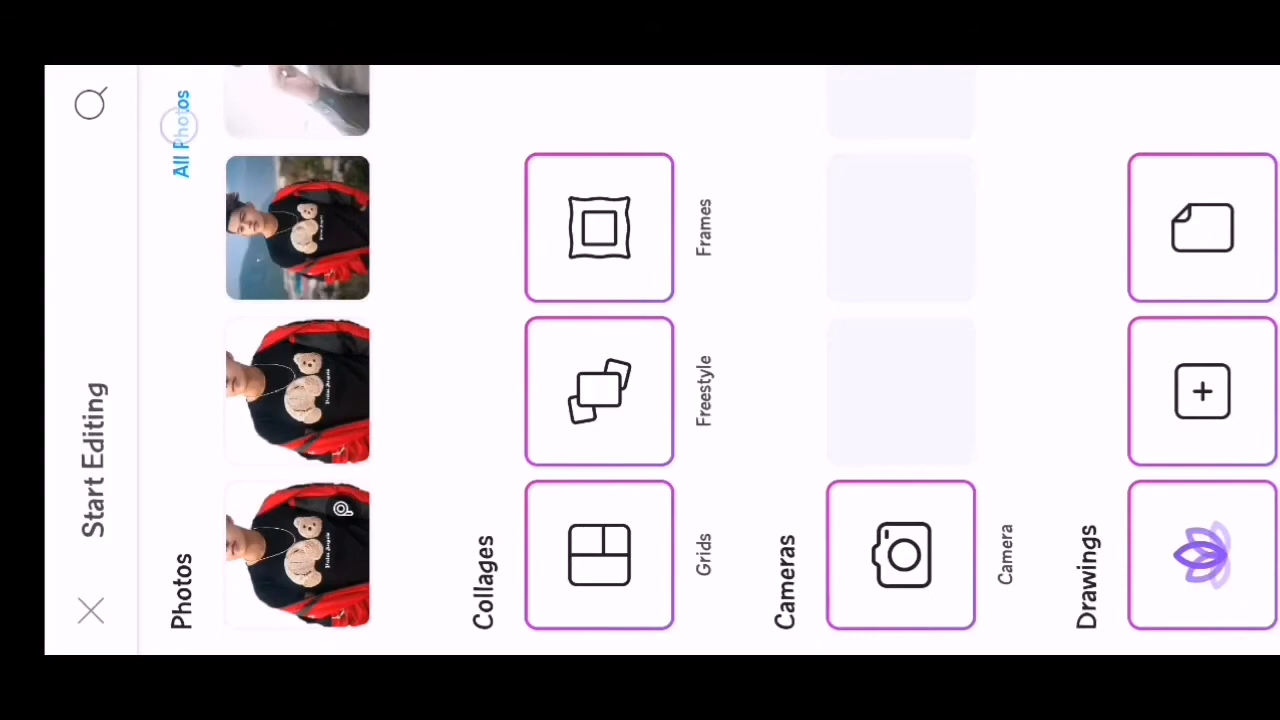 Start Editing
Photos
All Photos
Collages
Grids
Freestyle
Frames
Cameras
Camera
Drawings